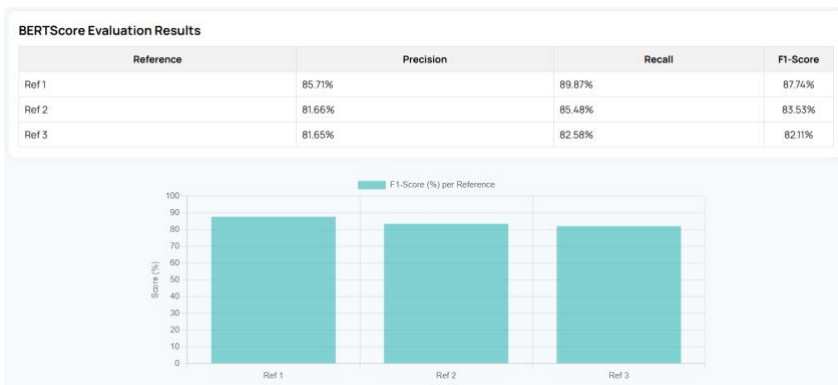 BERTScore Evaluation Results
Reference Precision Recall F1-Score
Ref 1 85.71% 89.87% 87.74%
Ref 2 81.66% 85.48% 83.53%
Ref 3 81.65% 82.58% 82.11%
F1-Score (%) per Reference
100
90
80
70
60
50
40
30
20
10
0
Score (%)
Ref 1 Ref 2 Ref 3